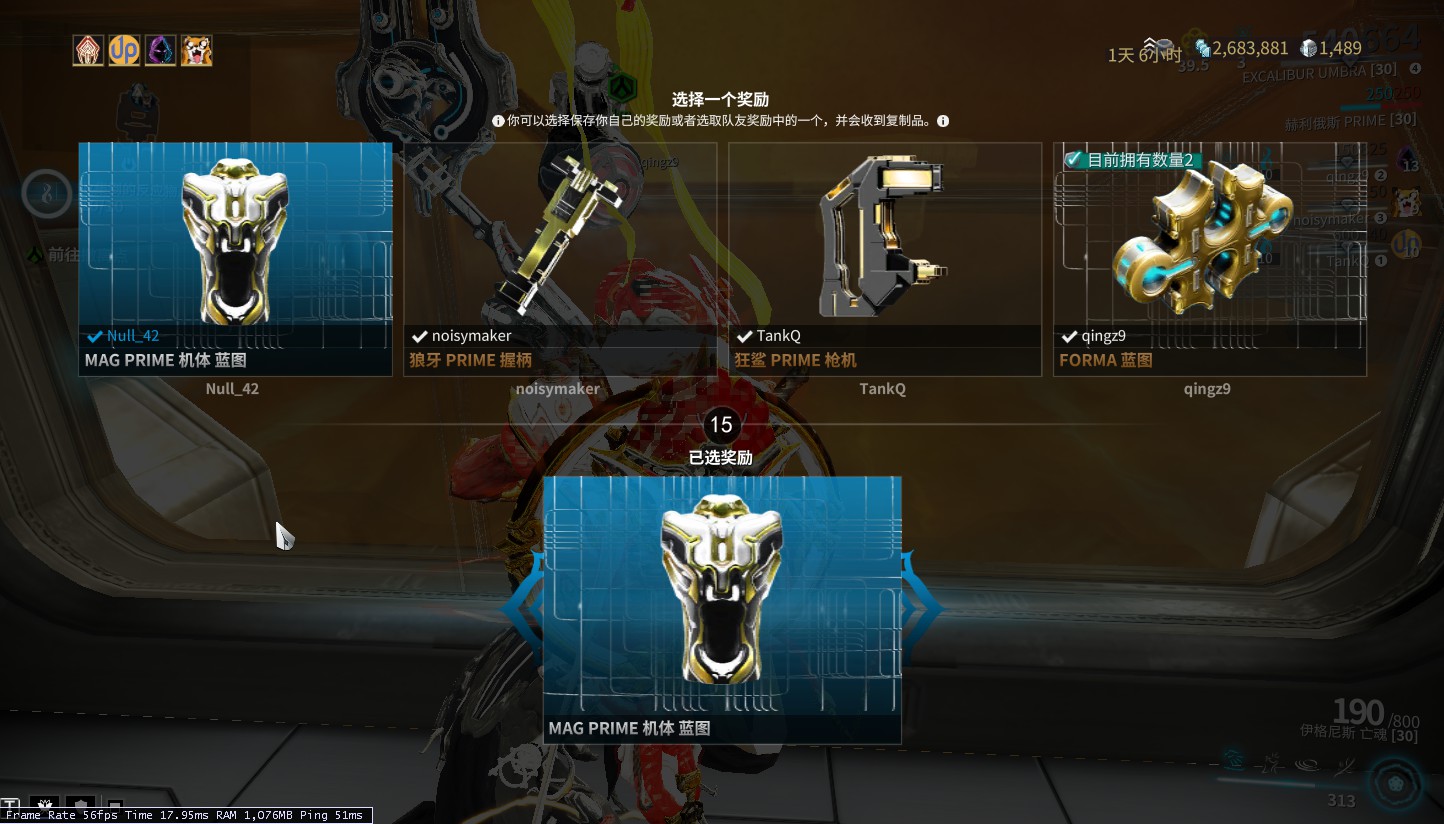 1天 6小时
2,683,881
1,489
39.5
3
EXCALIBUR UMBRA [30]
4
250
赫利俄斯 PRIME [30]
选择一个奖励
你可以选择保存你自己的奖励或者选取队友奖励中的一个，并会收到复制品。
目前拥有数量2
qingz9
13
qingz9 2
noisymaker 3
TankQ 1
10
前往
Null_42
MAG PRIME 机体 蓝图
Null_42
noisymaker
狼牙 PRIME 握柄
noisymaker
TankQ
狂鲨 PRIME 枪机
TankQ
qingz9
FORMA 蓝图
qingz9
15
已选奖励
MAG PRIME 机体 蓝图
190/800
伊格尼斯 亡魂 [30]
313
Frame Rate 56fps Time 17.95ms RAM 1,076MB Ping 51ms